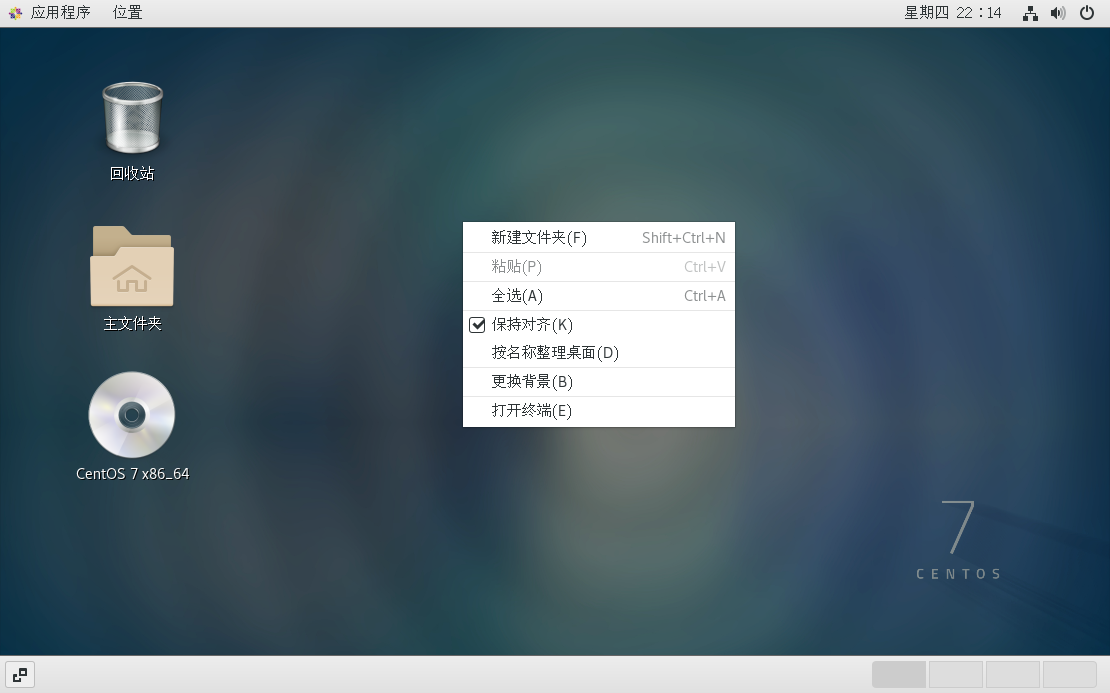 应用程序 位置 星期四 22：14
回收站
主文件夹
CentOS 7 x86_64
新建文件夹(F) Shift+Ctrl+N
粘贴(P) Ctrl+V
全选(A) Ctrl+A
保持对齐(K)
按名称整理桌面(D)
更换背景(B)
打开终端(E)
7
CENTOS